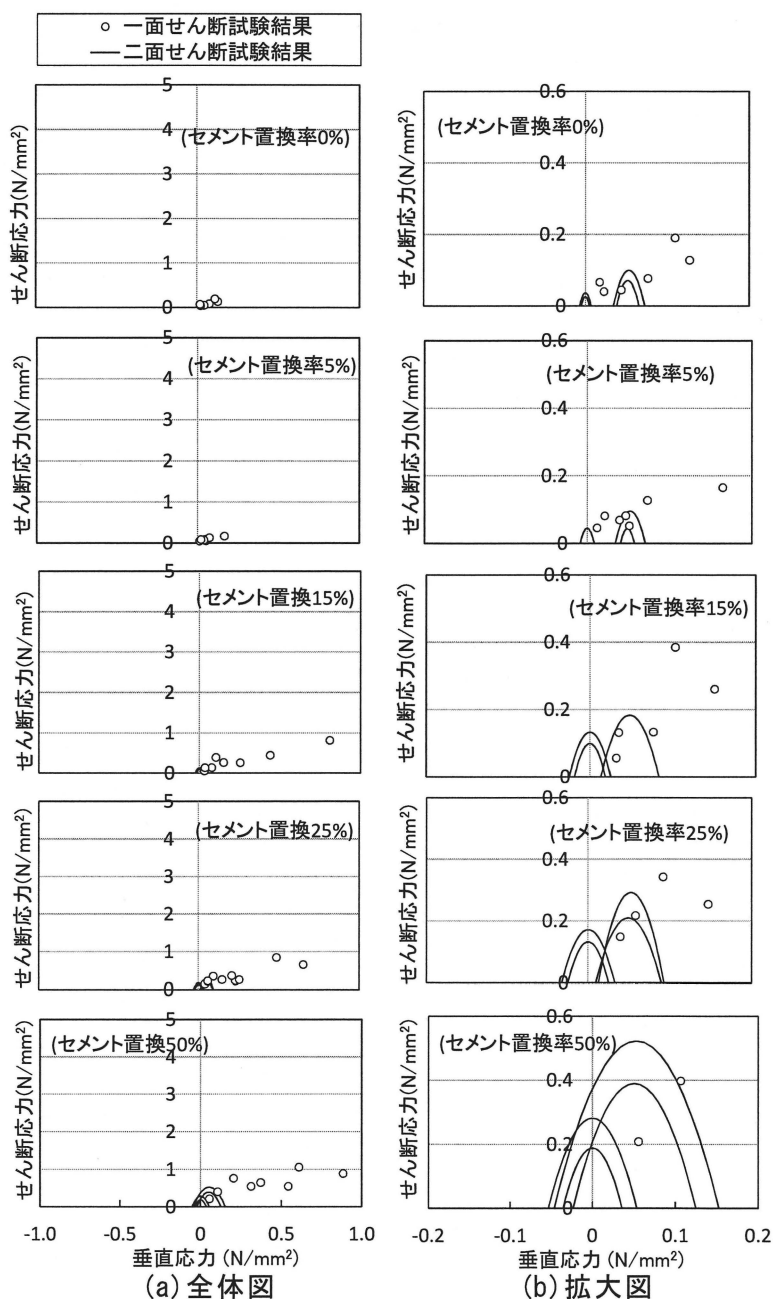 ○ 一面せん断試験結果
—二面せん断試験結果
せん断応力(N/mm²)
5
4
3
2
1
0
(セメント置換率0%)
せん断応力(N/mm²)
0.6
0.4
0.2
0
(セメント置換率0%)
せん断応力(N/mm²)
5
4
3
2
1
0
(セメント置換率5%)
せん断応力(N/mm²)
0.6
0.4
0.2
0
(セメント置換率5%)
せん断応力(N/mm²)
5
4
3
2
1
0
(セメント置換15%)
せん断応力(N/mm²)
0.6
0.4
0.2
0
(セメント置換率15%)
せん断応力(N/mm²)
5
4
3
2
1
0
(セメント置換25%)
せん断応力(N/mm²)
0.6
0.4
0.2
0
(セメント置換率25%)
せん断応力(N/mm²)
5
4
3
2
1
0
(セメント置換50%)
-1.0 -0.5 0 0.5 1.0
垂直応力 (N/mm²)
(a) 全体図
せん断応力(N/mm²)
0.6
0.4
0.2
0
(セメント置換率50%)
-0.2 -0.1 0 0.1 0.2
垂直応力 (N/mm²)
(b) 拡大図